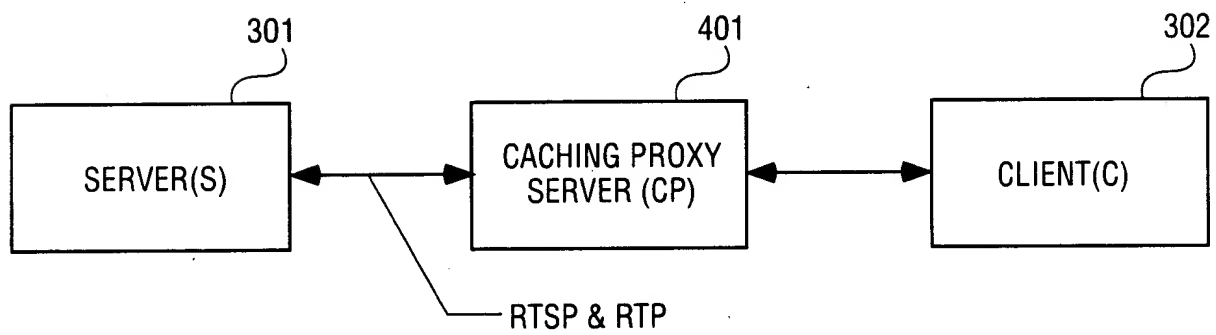 301
401
302
SERVER(S)
CACHING PROXY
SERVER (CP)
CLIENT(C)
RTSP & RTP